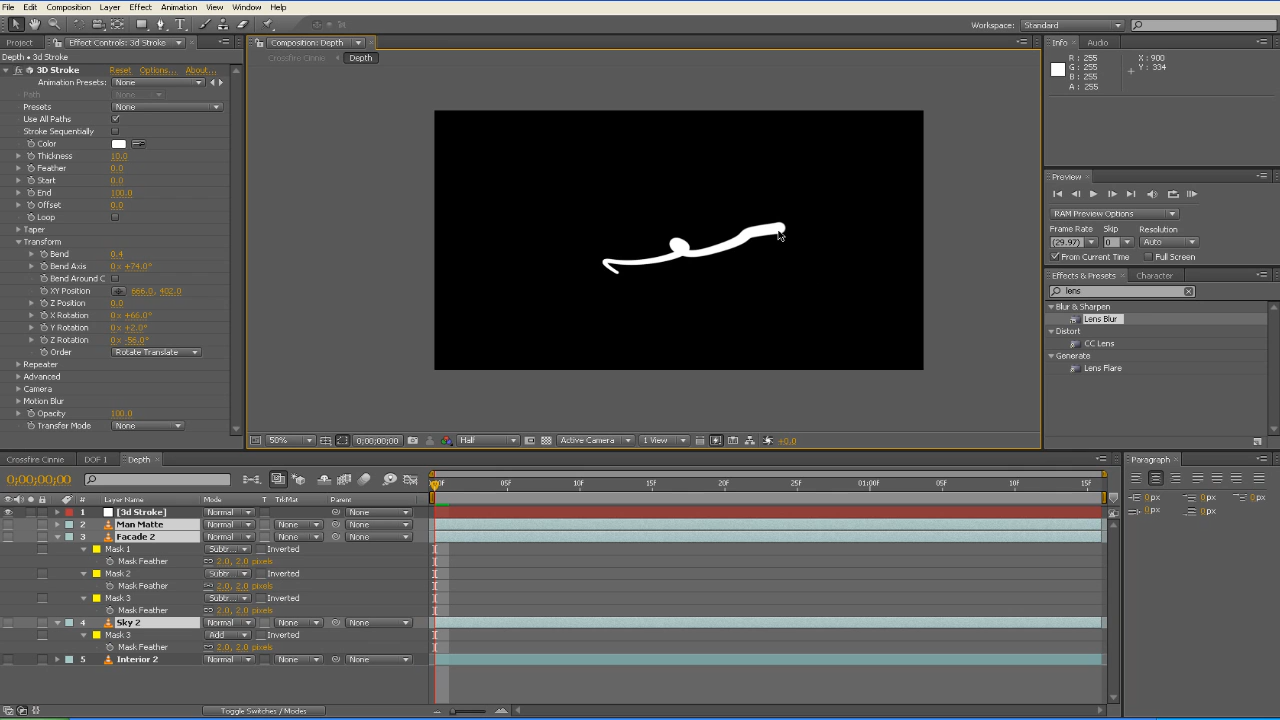 File Edit Composition Layer Effect Animation View Window Help
Workspace: Standard
Project Effect Controls: 3d Stroke
Composition: Depth
Info Audio
Depth • 3d Stroke
Crossfire Cinnie Depth
fx 3D Stroke Reset Options... About...
Animation Presets: None
Path None...
Presets None
Use All Paths
Stroke Sequentially
Color
Thickness 10.0
Feather 0.0
Start 0.0
End 100.0
Offset 0.0
Loop
Taper
Transform
Bend 0.4
Bend Axis 0x +74.0°
Bend Around C
XY Position 666.0, 402.0
Z Position 0.0
X Rotation 0x +66.0°
Y Rotation 0x +2.0°
Z Rotation 0x -56.0°
Order Rotate Translate
Repeater
Advanced
Camera
Motion Blur
Opacity 100.0
Transfer Mode None
R: 255
G: 255
B: 255
A: 255
X: 900
Y: 334
Preview
RAM Preview Options
Frame Rate Skip Resolution
(29.97) 0 Auto
From Current Time Full Screen
Effects & Presets Character
lens
Blur & Sharpen
Lens Blur
Distort
CC Lens
Generate
Lens Flare
50% 0;00;00;00 Half Active Camera 1 View +0.0
Crossfire Cinnie DOF 1 Depth
Paragraph
0;00;00;00
:00F 05F 10F 15F 20F 25F 01:00F 05F 10F 15F
# Layer Name Mode T TrkMat Parent
1 [3d Stroke] Normal None
2 Man Matte Normal None None
3 Facade 2 Normal None None
Mask 1 Subtr... Inverted
Mask Feather 2.0, 2.0 pixels
Mask 2 Subtr Inverted
Mask Feather 2.0, 2.0 pixels
Mask 3 Subtr... Inverted
Mask Feather 2.0, 2.0 pixels
4 Sky 2 Normal None None
Mask 3 Add Inverted
Mask Feather 2.0, 2.0 pixels
5 Interior 2 Normal None None
0 px 0 px 0 px
0 px 0 px
Toggle Switches / Modes